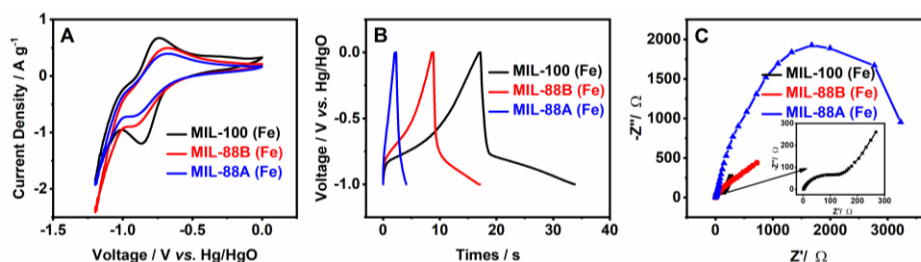 A
1
0
-1
-2
-1.5
-1.0
-0.5
0.0
Current Density / A g⁻¹
Voltage / V vs. Hg/HgO
MIL-100 (Fe)
MIL-88B (Fe)
MIL-88A (Fe)
B
0.0
-0.5
-1.0
0
10
20
30
40
Voltage / V vs. Hg/HgO
Times / s
MIL-100 (Fe)
MIL-88B (Fe)
MIL-88A (Fe)
C
2000
1500
1000
500
0
0
1000
2000
3000
-Z''/ Ω
Z'/ Ω
MIL-100 (Fe)
MIL-88B (Fe)
MIL-88A (Fe)
300
200
100
0
0
100
200
300
-Z''/ Ω
Z'/ Ω